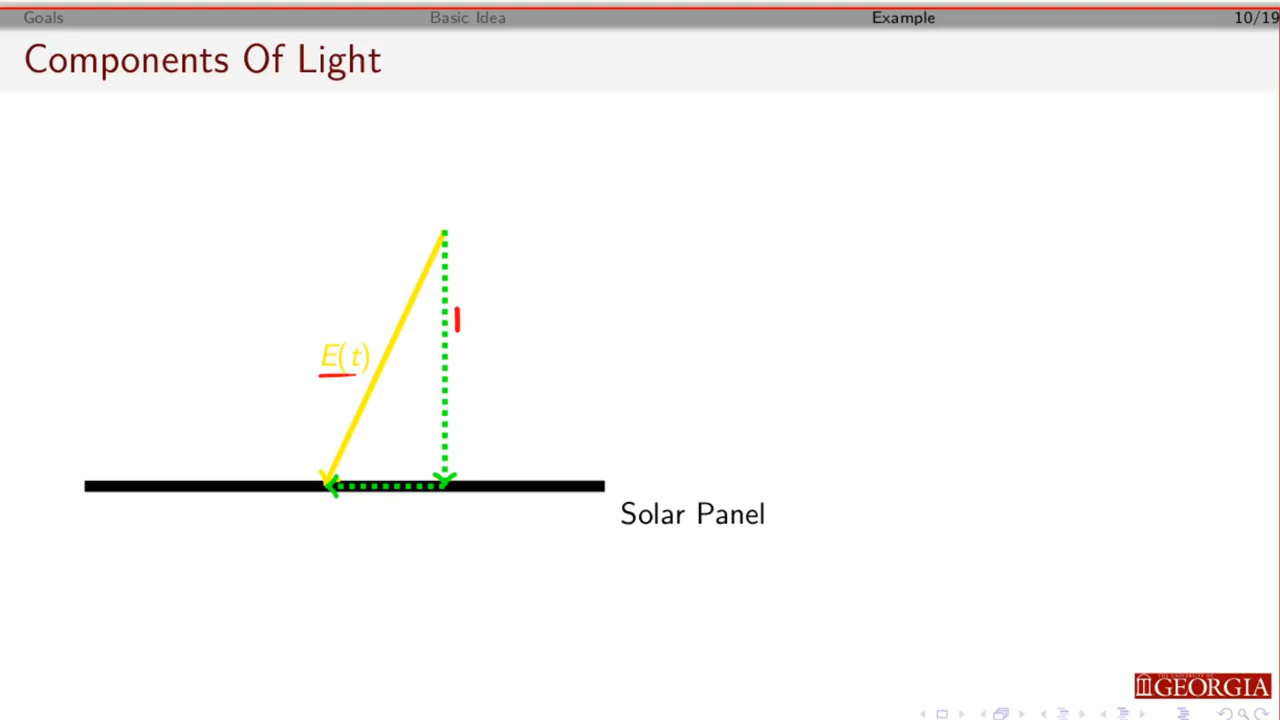 Goals Basic Idea Example 10/19
Components Of Light
E(t)
Solar Panel
GEORGIA